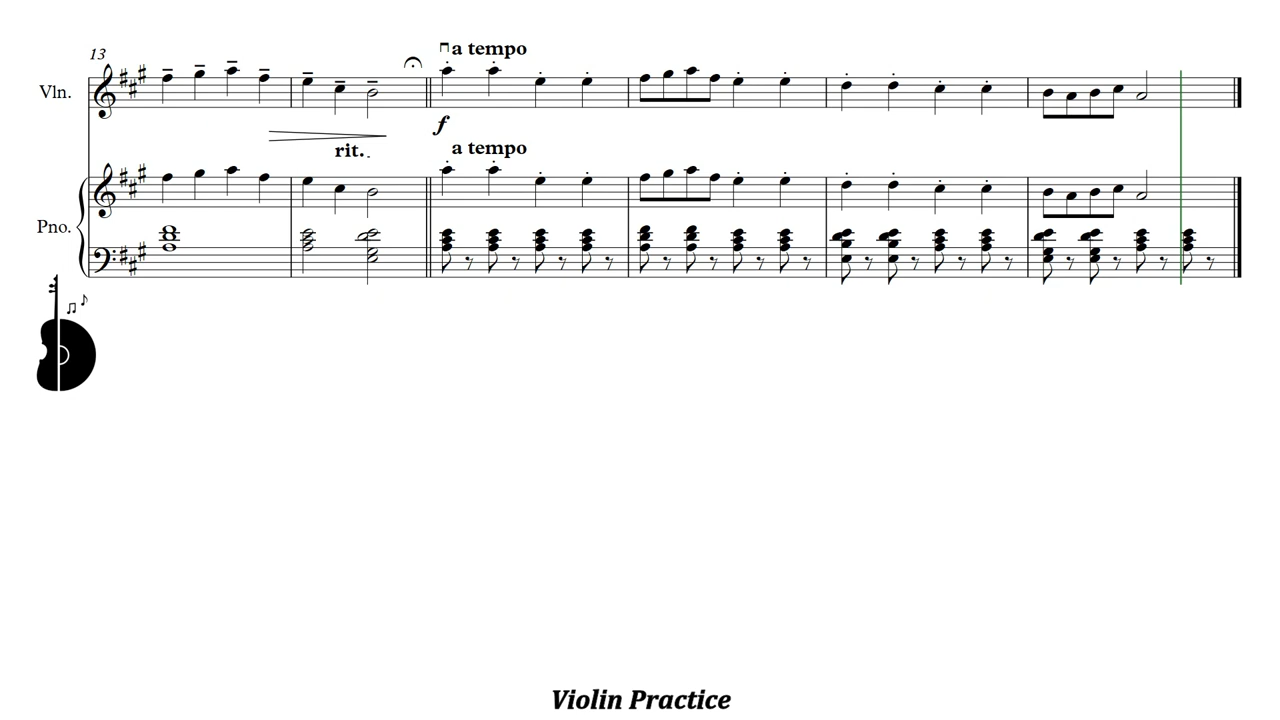 13
a tempo
Vln.
f
rit.
a tempo
Pno.
Violin Practice